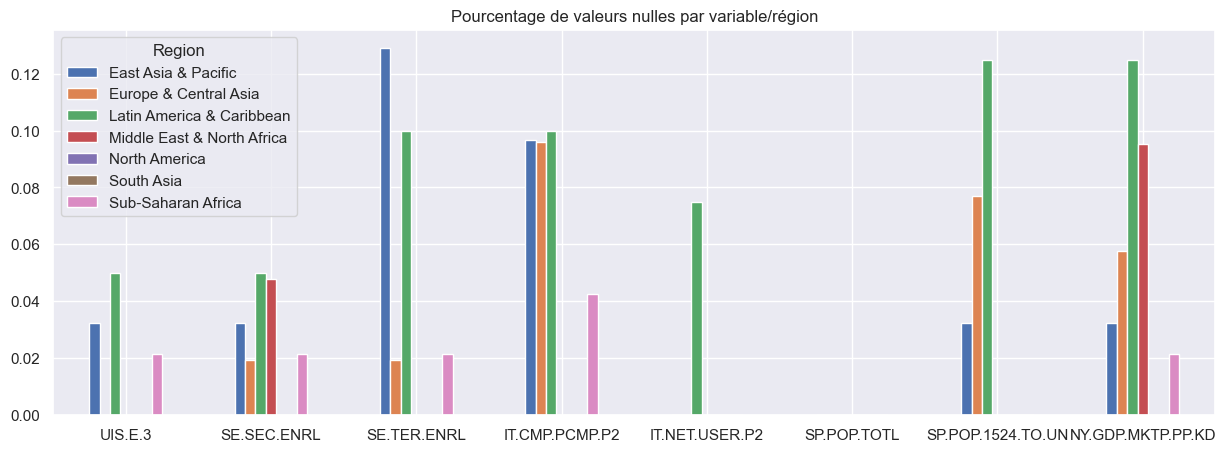 Pourcentage de valeurs nulles par variable/région
Region
East Asia & Pacific
Europe & Central Asia
Latin America & Caribbean
Middle East & North Africa
North America
South Asia
Sub-Saharan Africa
0.12
0.10
0.08
0.06
0.04
0.02
0.00
UIS.E.3
SE.SEC.ENRL
SE.TER.ENRL
IT.CMP.PCMP.P2
IT.NET.USER.P2
SP.POP.TOTL
SP.POP.1524.TO.UN
NY.GDP.MKTP.PP.KD